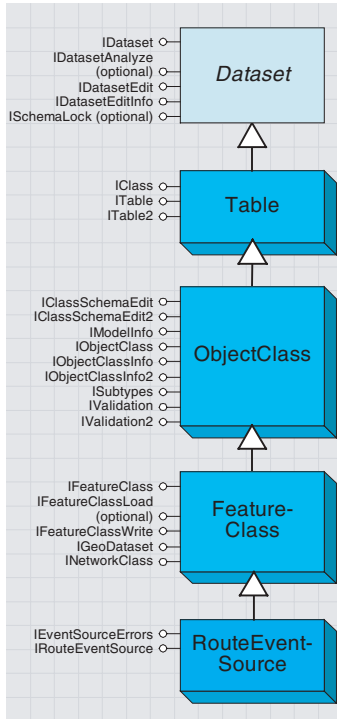 IDataset
IDatasetAnalyze
(optional)
IDatasetEdit
IDatasetEditInfo
ISchemaLock (optional)
Dataset
IClass
ITable
ITable2
Table
IClassSchemaEdit
IClassSchemaEdit2
IModelInfo
IObjectClass
IObjectClassInfo
IObjectClassInfo2
ISubtypes
IValidation
IValidation2
ObjectClass
IFeatureClass
IFeatureClassLoad
(optional)
IFeatureClassWrite
IGeoDataset
INetworkClass
Feature-
Class
IEventSourceErrors
IRouteEventSource
RouteEvent-
Source